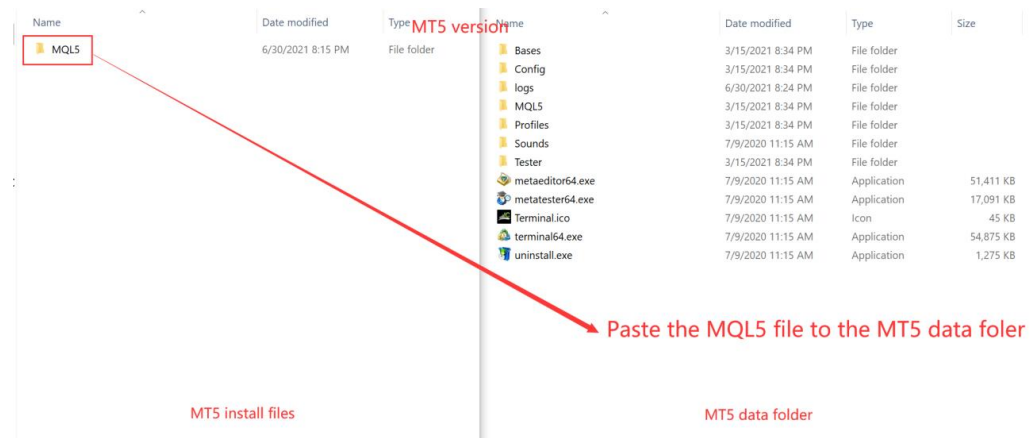 Name Date modified Type MT5 version Name Date modified Type Size
MQL5 6/30/2021 8:15 PM File folder
Bases 3/15/2021 8:34 PM File folder
Config 3/15/2021 8:34 PM File folder
logs 6/30/2021 8:24 PM File folder
MQL5 3/15/2021 8:34 PM File folder
Profiles 3/15/2021 8:34 PM File folder
Sounds 7/9/2020 11:15 AM File folder
Tester 3/15/2021 8:34 PM File folder
metaeditor64.exe 7/9/2020 11:15 AM Application 51,411 KB
metatester64.exe 7/9/2020 11:15 AM Application 17,091 KB
Terminal.ico 7/9/2020 11:15 AM Icon 45 KB
terminal64.exe 7/9/2020 11:15 AM Application 54,875 KB
uninstall.exe 7/9/2020 11:15 AM Application 1,275 KB
Paste the MQL5 file to the MT5 data foler
MT5 install files
MT5 data folder